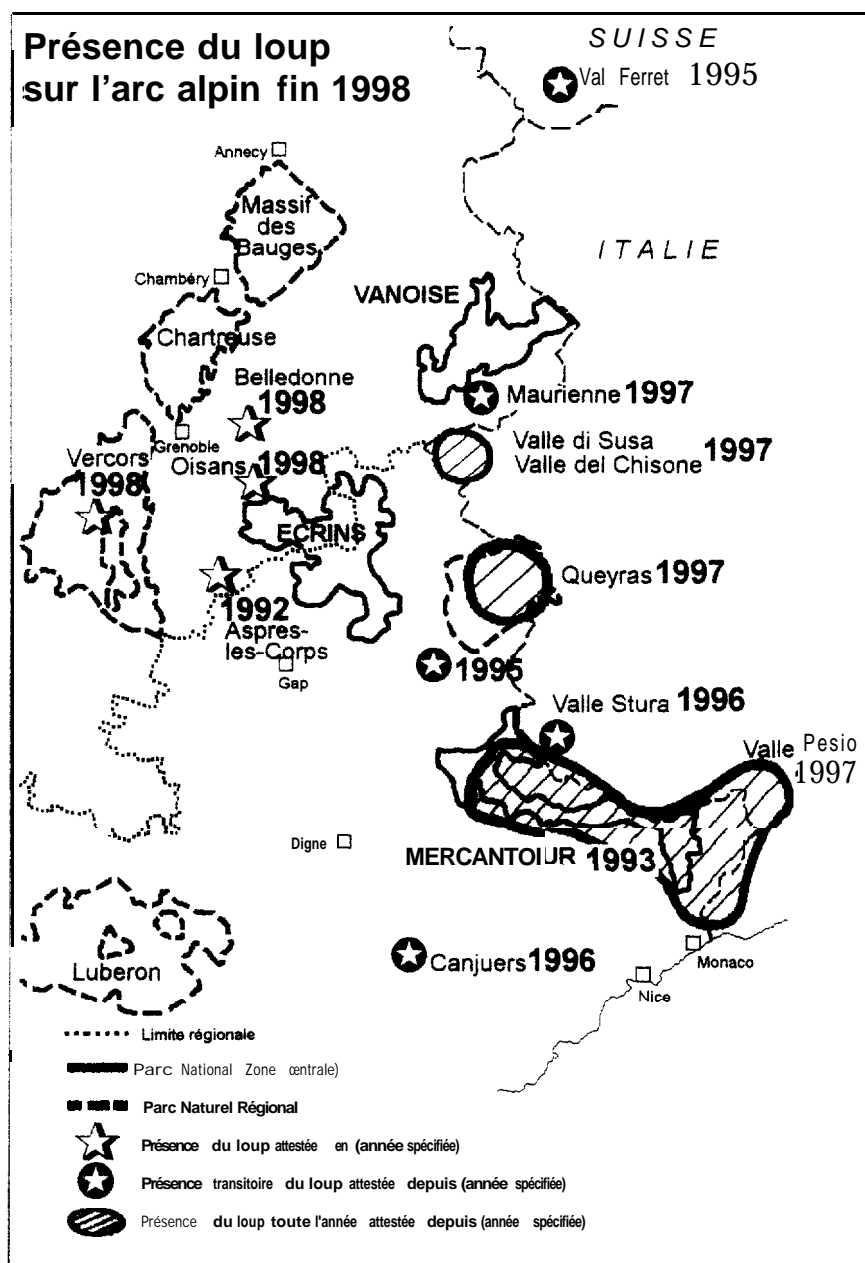 Présence du loup
sur l'arc alpin fin 1998
SUISSE
Val Ferret 1995
Annecy
Massif
des
Bauges
ITALIE
Chambéry
VANOISE
Chartreuse
Belledonne
1998
Maurienne 1997
Grenoble
Valle di Susa
Valle del Chisone 1997
Vercors
1998
Oisans 1998
ECRINS
Queyras 1997
1992
Aspres-
les-Corps
Gap
1995
Valle Stura 1996
Valle Pesio
1997
Digne
MERCANTOUR 1993
Luberon
Canjuers 1996
Monaco
Nice
Limite régionale
Parc National Zone centrale)
Parc Naturel Régional
Présence du loup attestée en (année spécifiée)
Présence transitoire du loup attestée depuis (année spécifiée)
Présence du loup toute l'année attestée depuis (année spécifiée)